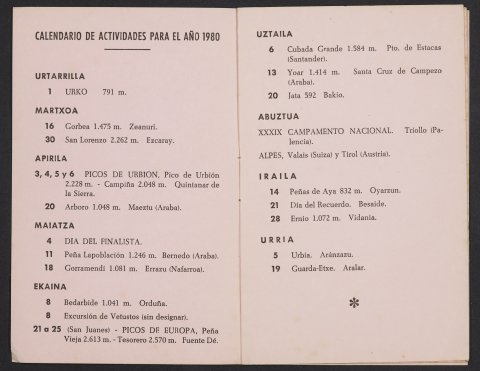 CALENDARIO DE ACTIVIDADES PARA EL AÑO 1980
URTARRILLA
1 URKO 791 m.
MARTXOA
16 Gorbea 1.475 m. Zeanuri.
30 San Lorenzo 2.262 m. Ezcaray.
APIRILA
3, 4, 5 y 6 PICOS DE URBION. Pico de Urbión
2.228 m. - Campiña 2.048 m. Quintanar de
la Sierra.
20 Arboro 1.048 m. Maeztu (Araba).
MAIATZA
4 DIA DEL FINALISTA.
11 Peña Lapoblación 1.246 m. Bernedo (Araba).
18 Gorramendi 1.081 m. Errazu (Nafarroa).
EKAINA
8 Bedarbide 1.041 m. Orduña.
8 Excursión de Vetustos (sin designar).
21 a 25 (San Juanes) - PICOS DE EUROPA, Peña
Vieja 2.613 m. - Tesorero 2.570 m. Fuente Dé.
UZTAILA
6 Cubada Grande 1.584 m. Pto. de Estacas
(Santander).
13 Yoar 1.414 m. Santa Cruz de Campezo
(Araba).
20 Jata 592 Bakio.
ABUZTUA
XXXIX CAMPAMENTO NACIONAL. Triollo (Pa-
lencia).
ALPES, Valais (Suiza) y Tirol (Austria).
IRAILA
14 Peñas de Aya 832 m. Oyarzun.
21 Día del Recuerdo. Besaide.
28 Ernio 1.072 m. Vidania.
URRIA
5 Urbia. Aránzazu.
19 Guarda-Etxe. Aralar.